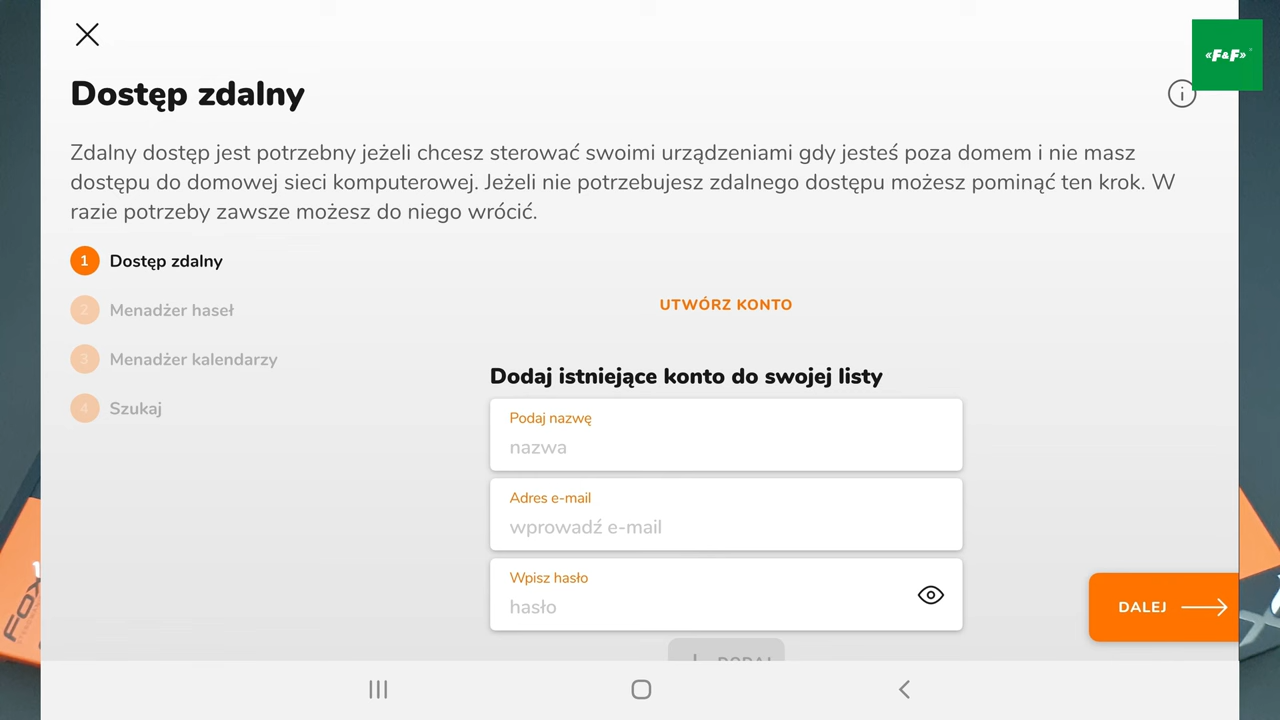 «F&F»
Dostęp zdalny
Zdalny dostęp jest potrzebny jeżeli chcesz sterować swoimi urządzeniami gdy jesteś poza domem i nie masz
dostępu do domowej sieci komputerowej. Jeżeli nie potrzebujesz zdalnego dostępu możesz pominąć ten krok. W
razie potrzeby zawsze możesz do niego wrócić.
1 Dostęp zdalny
2 Menadżer haseł
3 Menadżer kalendarzy
4 Szukaj
UTWÓRZ KONTO
Dodaj istniejące konto do swojej listy
Podaj nazwę
nazwa
Adres e-mail
wprowadź e-mail
Wpisz hasło
hasło
DALEJ
DODAJ
FOX